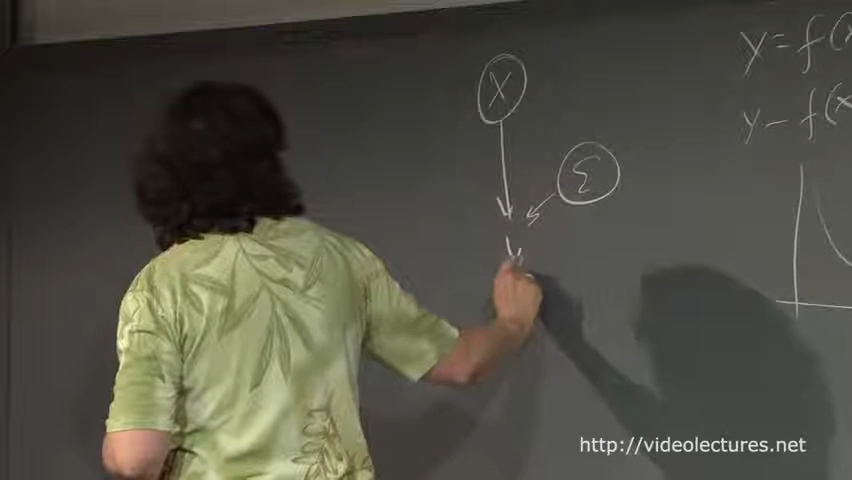 X
y = f(x
Σ
y - f(x
y
http://videolectures.net